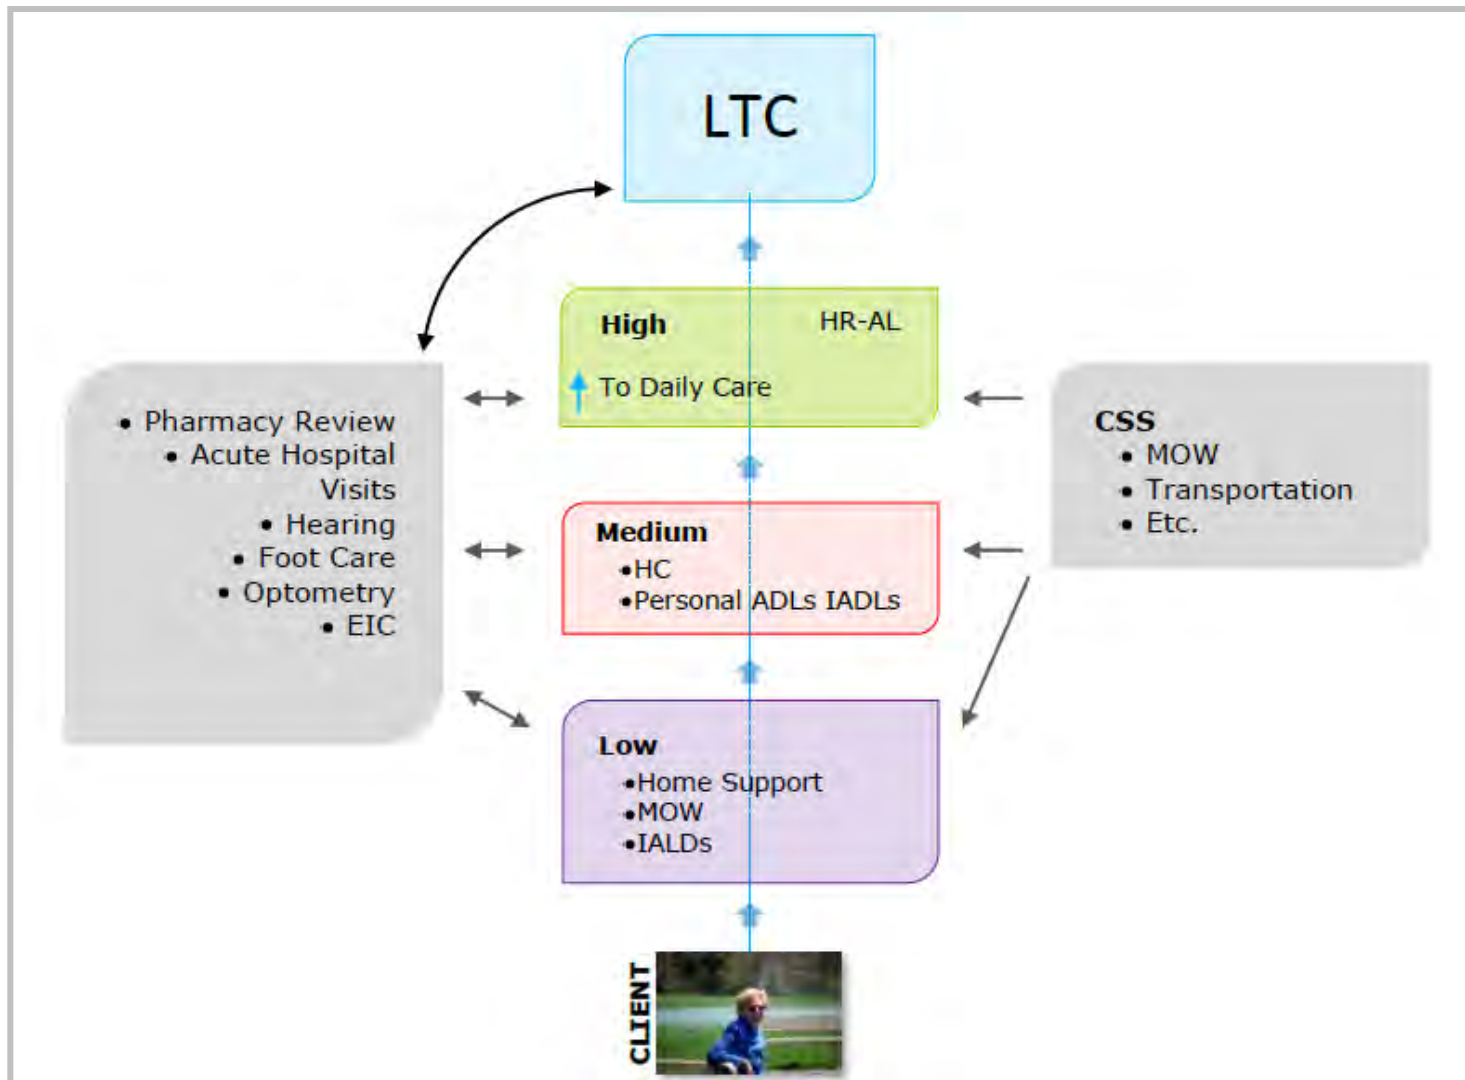 LTC
High
HR-AL
To Daily Care
• Pharmacy Review
• Acute Hospital
Visits
• Hearing
• Foot Care
• Optometry
• EIC
CSS
• MOW
• Transportation
• Etc.
Medium
•HC
•Personal ADLs IADLs
Low
•Home Support
•MOW
•IALDs
CLIENT